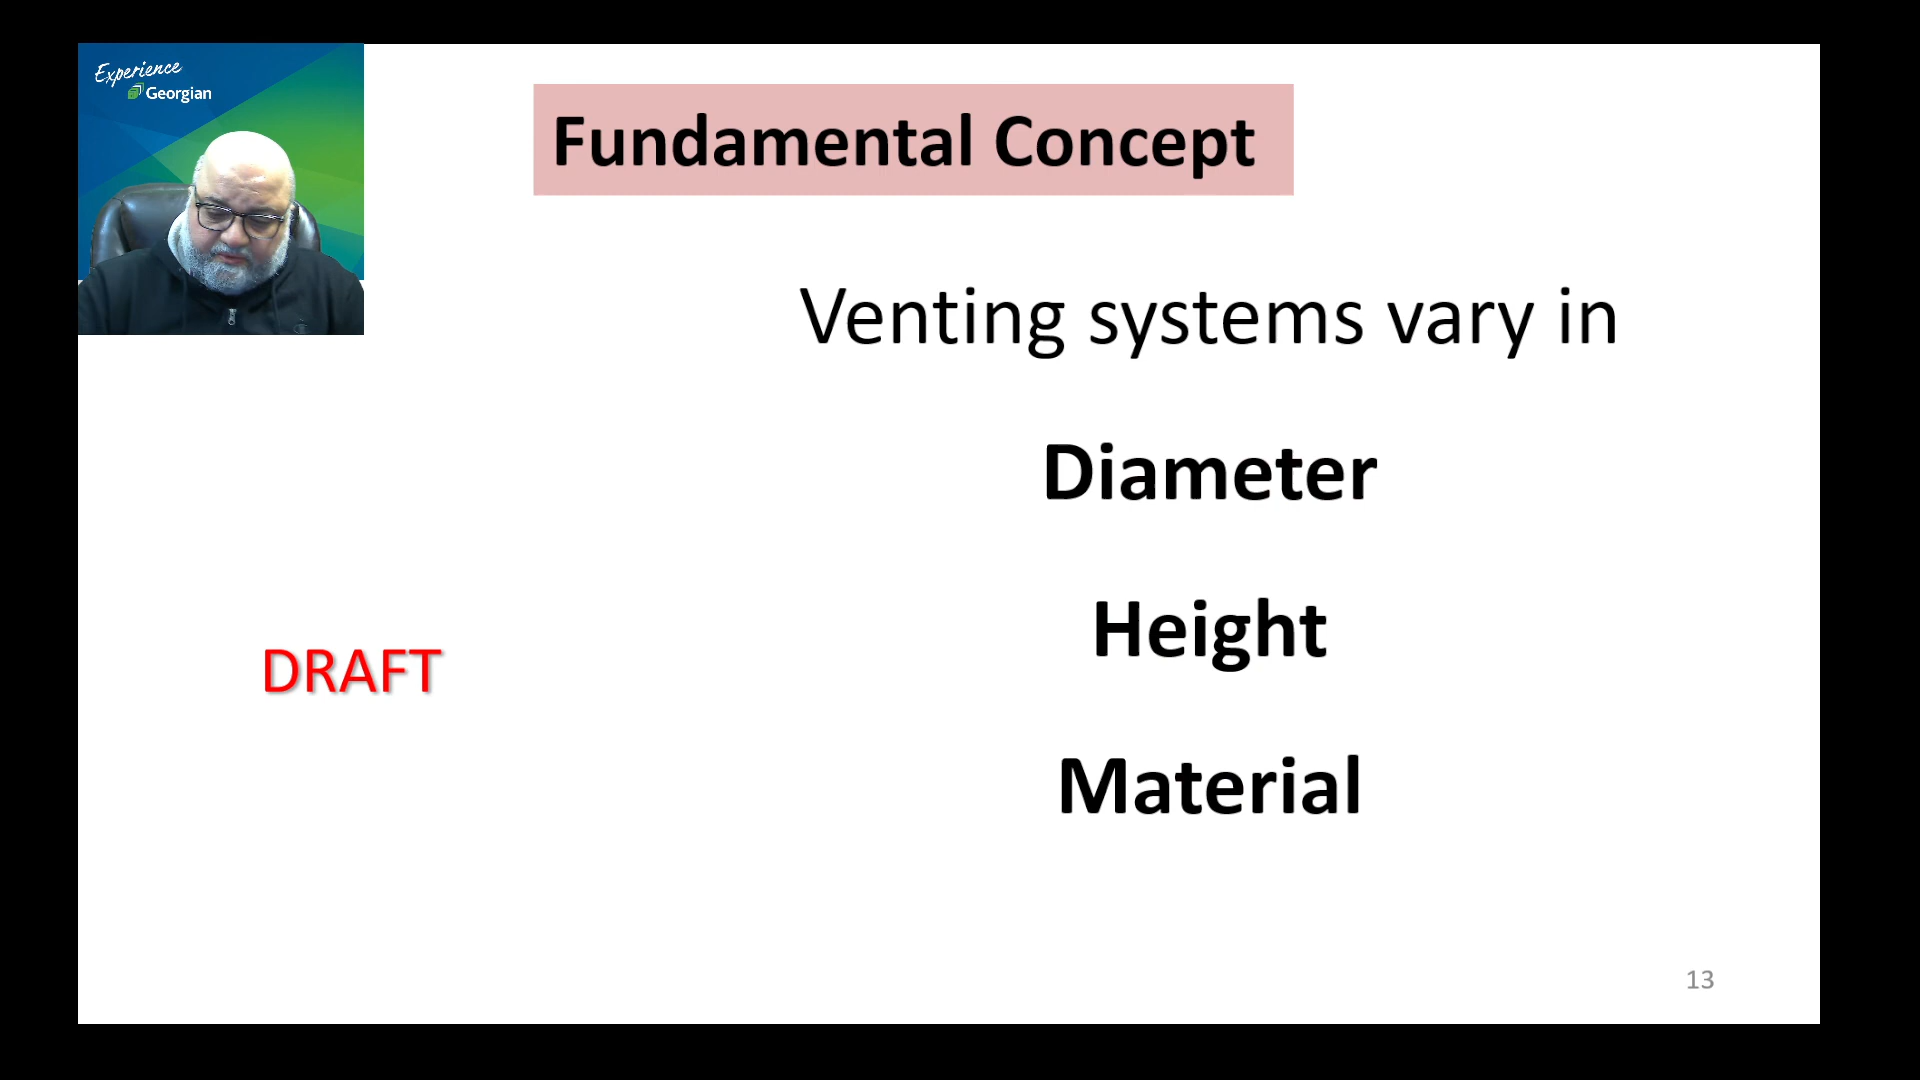 Experience
Georgian
Fundamental Concept
Venting systems vary in
Diameter
Height
Material
DRAFT
13